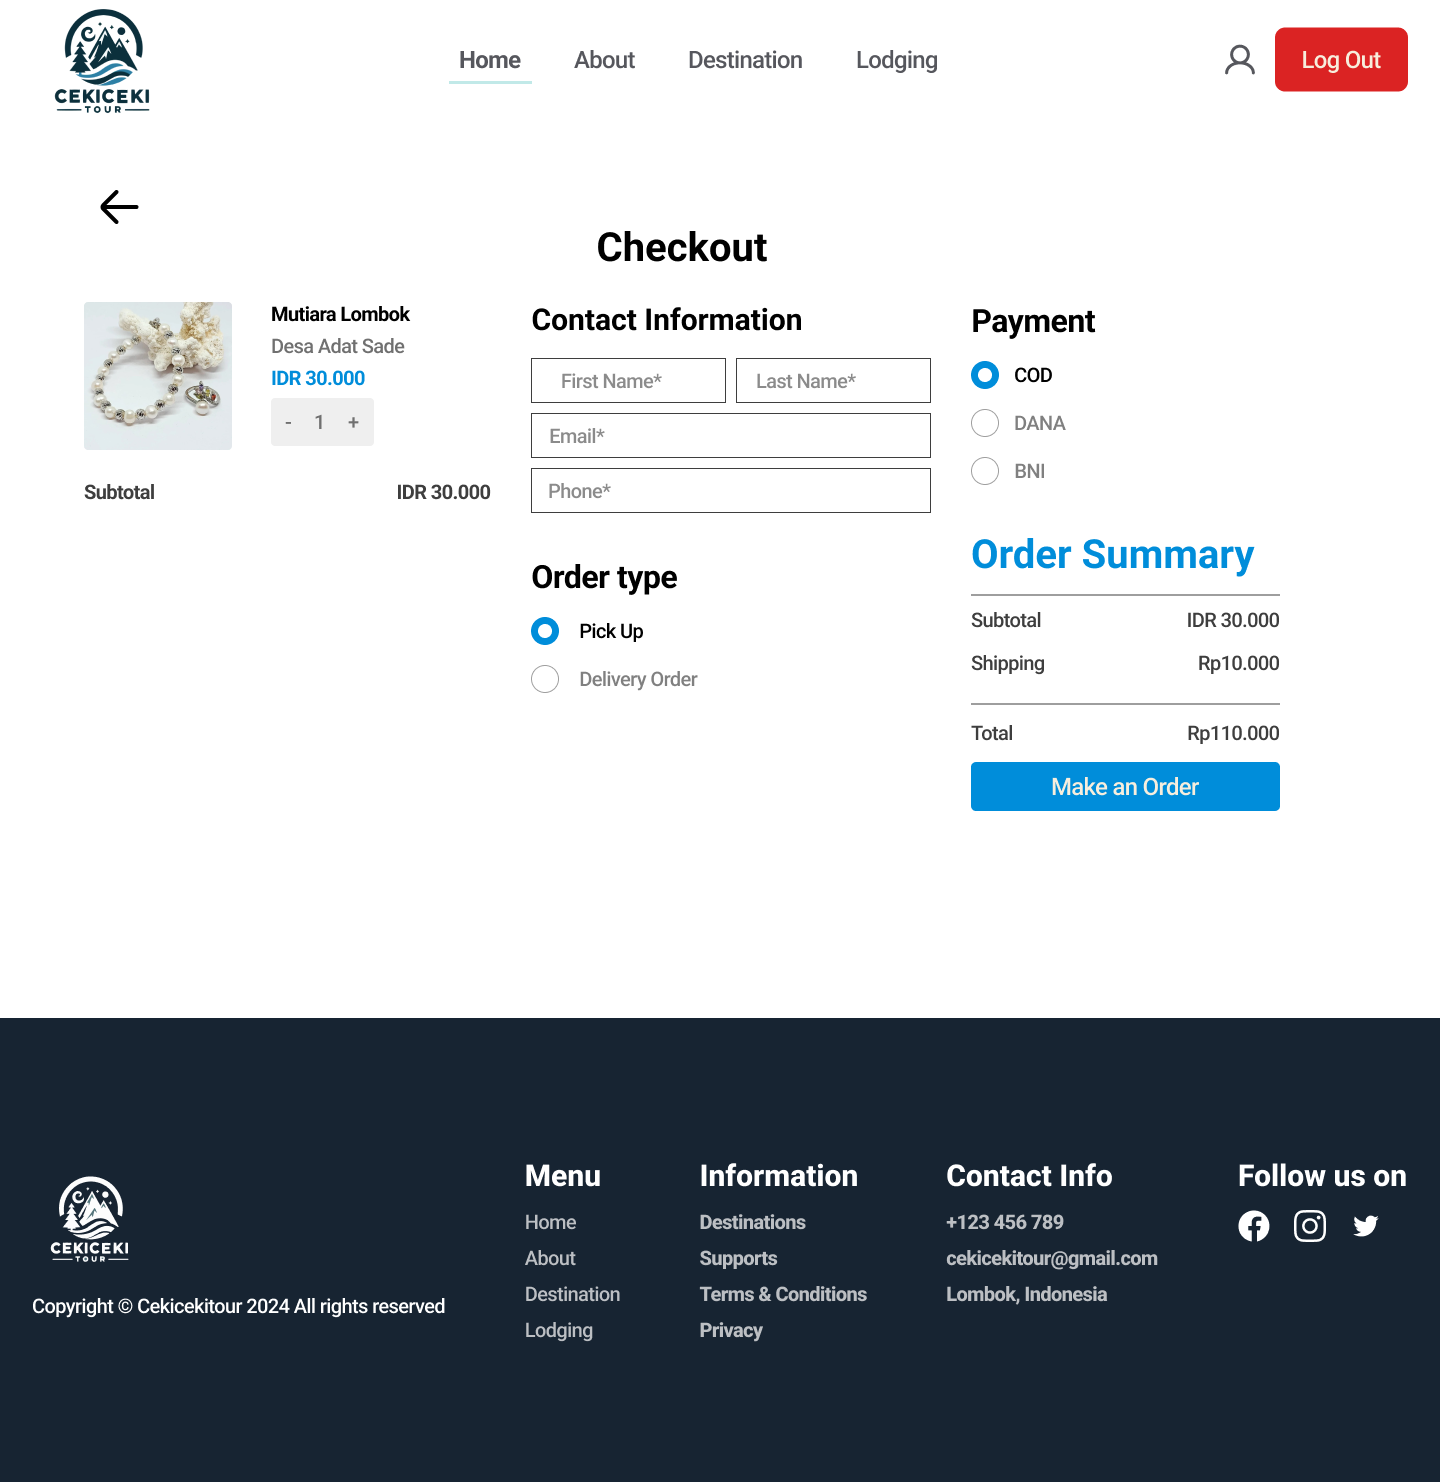 CEKICEKI
TOUR
Home
About
Destination
Lodging
Log Out
Checkout
Mutiara Lombok
Desa Adat Sade
IDR 30.000
- 1 +
Subtotal
IDR 30.000
Contact Information
First Name*
Last Name*
Email*
Phone*
Order type
Pick Up
Delivery Order
Payment
COD
DANA
BNI
Order Summary
Subtotal
IDR 30.000
Shipping
Rp10.000
Total
Rp110.000
Make an Order
CEKICEKI
TOUR
Copyright © Cekicekitour 2024 All rights reserved
Menu
Home
About
Destination
Lodging
Information
Destinations
Supports
Terms & Conditions
Privacy
Contact Info
+123 456 789
cekicekitour@gmail.com
Lombok, Indonesia
Follow us on